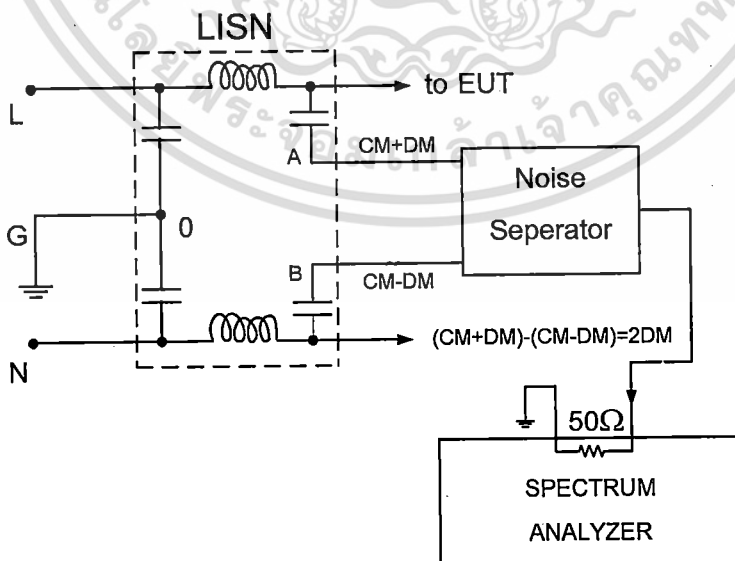 LISN
L
to EUT
A
CM+DM
Noise
Seperator
G
0
B
CM-DM
N
(CM+DM)-(CM-DM)=2DM
50Ω
SPECTRUM
ANALYZER